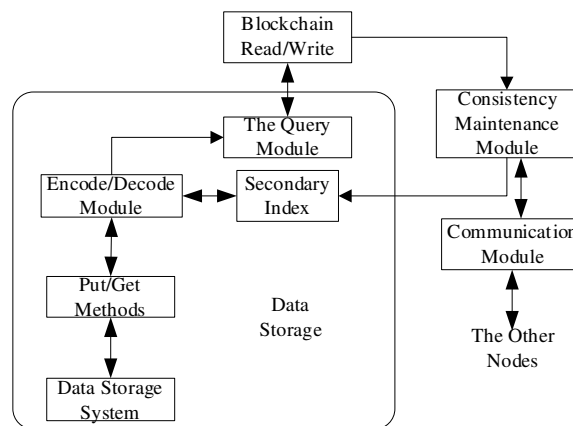 Blockchain
Read/Write
The Query
Module
Consistency
Maintenance
Module
Encode/Decode
Module
Secondary
Index
Communication
Module
Put/Get
Methods
Data
Storage
The Other
Nodes
Data Storage
System